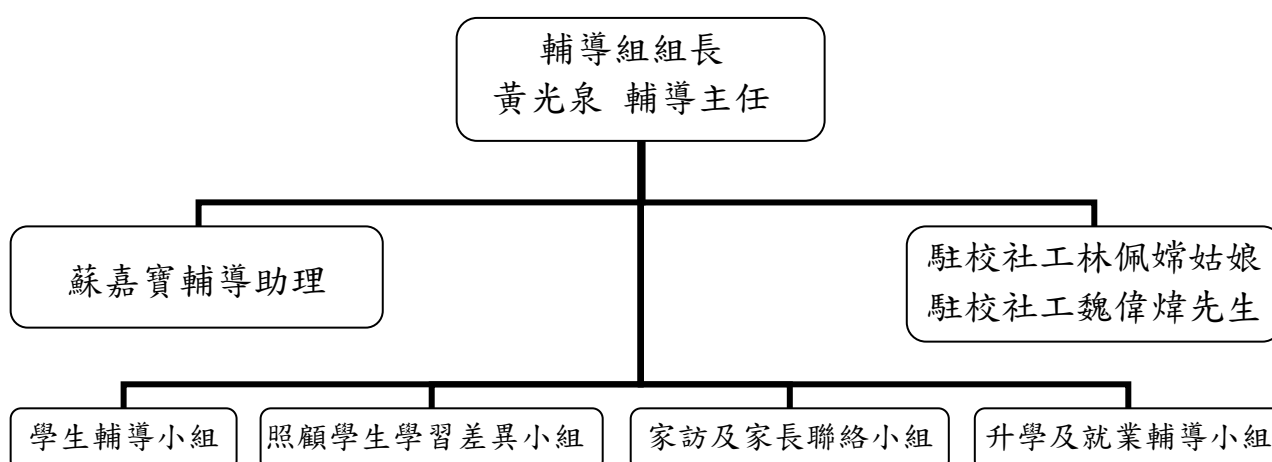 輔導組組長
黃光泉 輔導主任
蘇嘉寶輔導助理
駐校社工林佩嫦姑娘
駐校社工魏偉煒先生
學生輔導小組
照顧學生學習差異小組
家訪及家長聯絡小組
升學及就業輔導小組